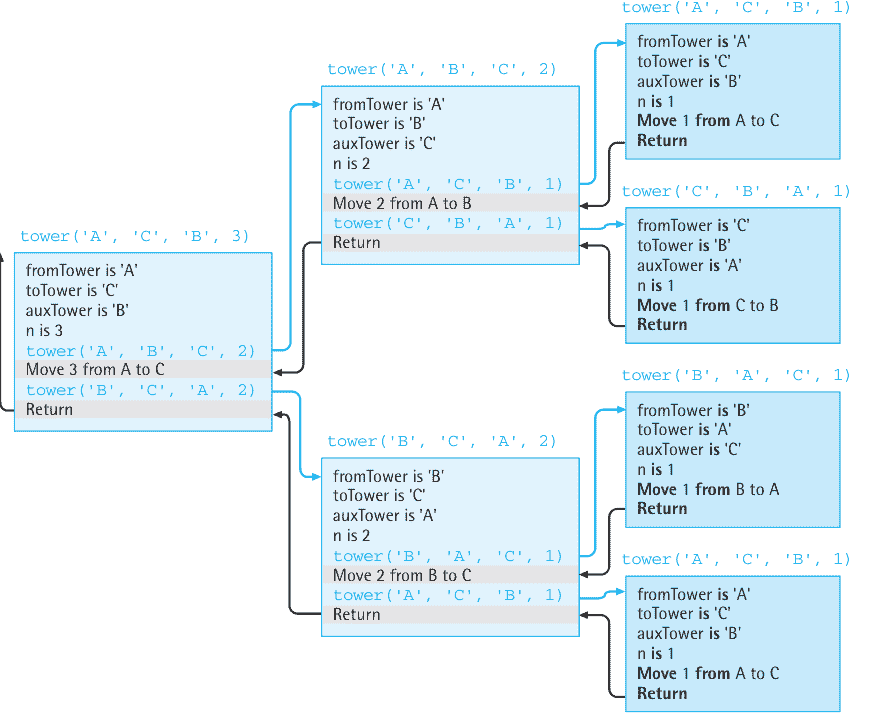 tower('A', 'C', 'B', 3)
fromTower is 'A'
toTower is 'C'
auxTower is 'B'
n is 3
tower('A', 'B', 'C', 2)
Move 3 from A to C
tower('B', 'C', 'A', 2)
Return
tower('A', 'B', 'C', 2)
fromTower is 'A'
toTower is 'B'
auxTower is 'C'
n is 2
tower('A', 'C', 'B', 1)
Move 2 from A to B
tower('C', 'B', 'A', 1)
Return
tower('A', 'C', 'B', 1)
fromTower is 'A'
toTower is 'C'
auxTower is 'B'
n is 1
Move 1 from A to C
Return
tower('C', 'B', 'A', 1)
fromTower is 'C'
toTower is 'B'
auxTower is 'A'
n is 1
Move 1 from C to B
Return
tower('B', 'C', 'A', 2)
fromTower is 'B'
toTower is 'C'
auxTower is 'A'
n is 2
tower('B', 'A', 'C', 1)
Move 2 from B to C
tower('A', 'C', 'B', 1)
Return
tower('B', 'A', 'C', 1)
fromTower is 'B'
toTower is 'A'
auxTower is 'C'
n is 1
Move 1 from B to A
Return
tower('A', 'C', 'B', 1)
fromTower is 'A'
toTower is 'C'
auxTower is 'B'
n is 1
Move 1 from A to C
Return